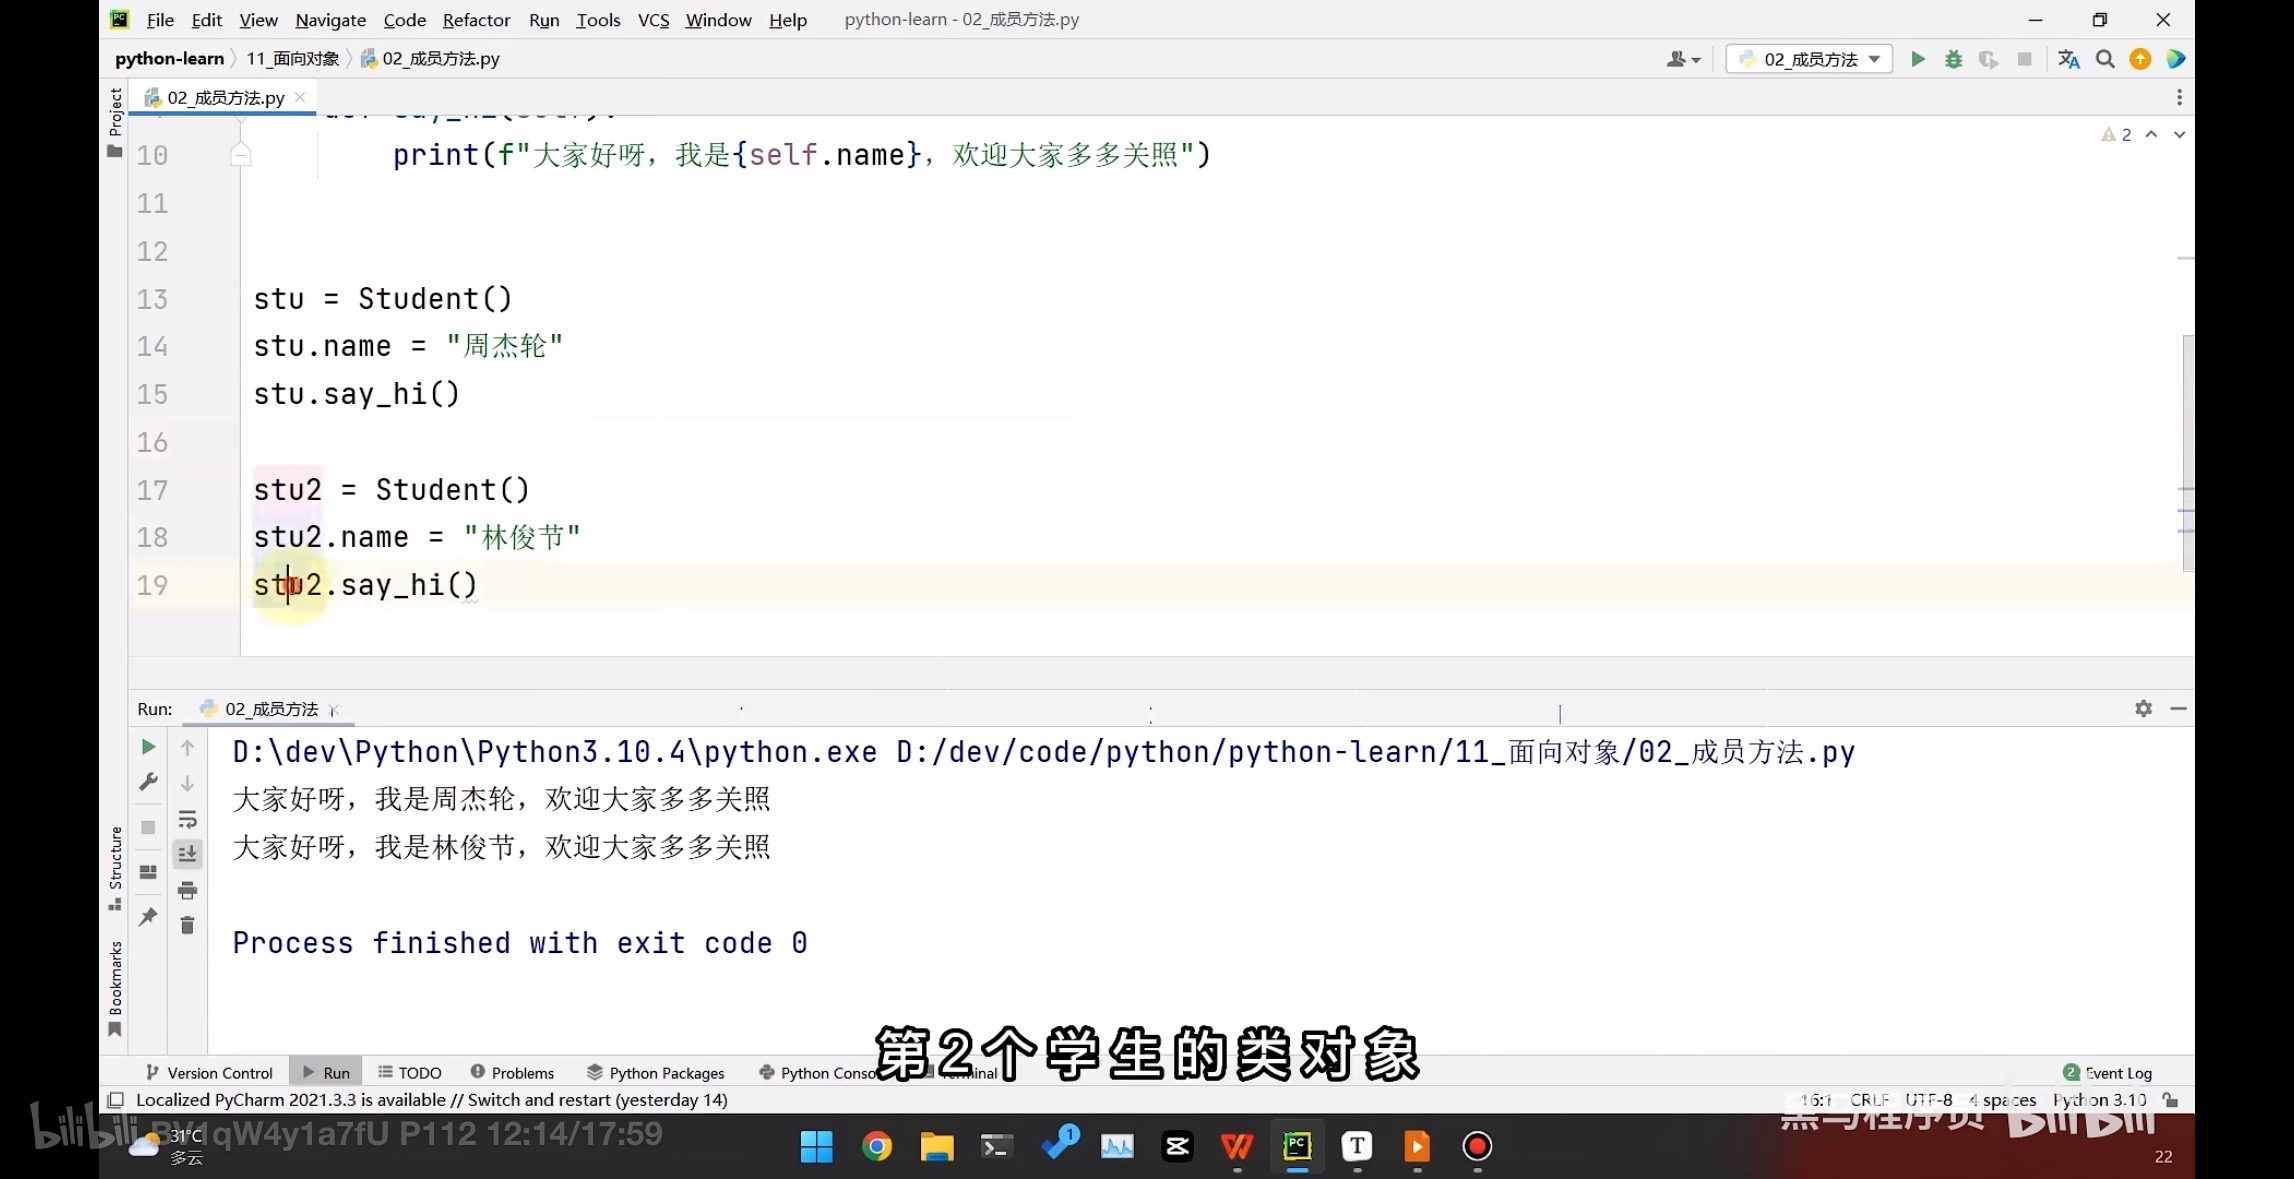 File Edit View Navigate Code Refactor Run Tools VCS Window Help python-learn - 02_成员方法.py
python-learn 11_面向对象 02_成员方法.py 02_成员方法
Project
02_成员方法.py
def say_hi(self):
10 print(f"大家好呀，我是{self.name}，欢迎大家多多关照")
2
11
12
13 stu = Student()
14 stu.name = "周杰轮"
15 stu.say_hi()
16
17 stu2 = Student()
18 stu2.name = "林俊节"
19 stu2.say_hi()
Run: 02_成员方法
D:\dev\Python\Python3.10.4\python.exe D:/dev/code/python/python-learn/11_面向对象/02_成员方法.py
大家好呀，我是周杰轮，欢迎大家多多关照
大家好呀，我是林俊节，欢迎大家多多关照
Process finished with exit code 0
Structure
Bookmarks
第2个学生的类对象
Version Control Run TODO Problems Python Packages Python Conso minal 2 Event Log
Localized PyCharm 2021.3.3 is available // Switch and restart (yesterday 14) 16:1 CRLF UTF-8 4 spaces Python 3.10
黑马程序员 bilibili
bilibili BV1qW4y1a7fU P112 12:14/17:59
31°C
多云
1
22